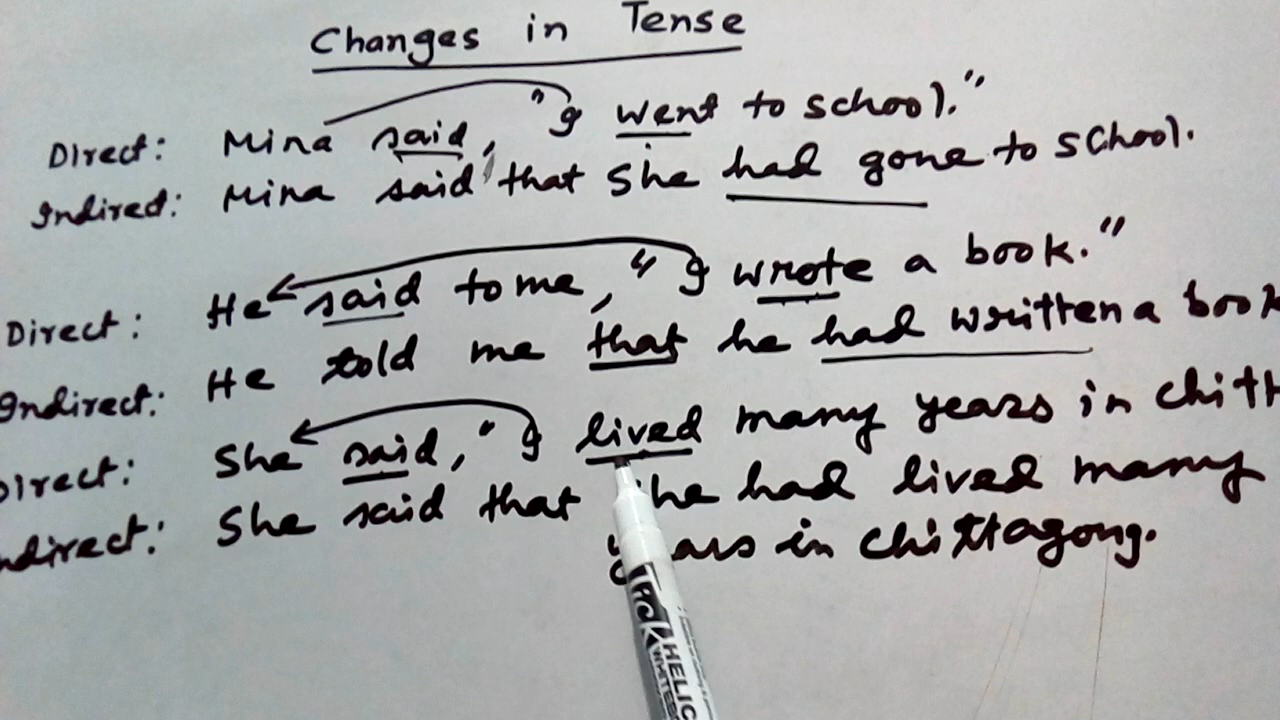 Changes in Tense
Direct: Mina said, "I went to school."
Indirect: Mina said that she had gone to school.
Direct: He said to me, "I wrote a book."
Indirect: He told me that he had written a book
Direct: She said, "I lived many years in chitt
ndirect: She said that she had lived many
years in chittagong.
HELIC